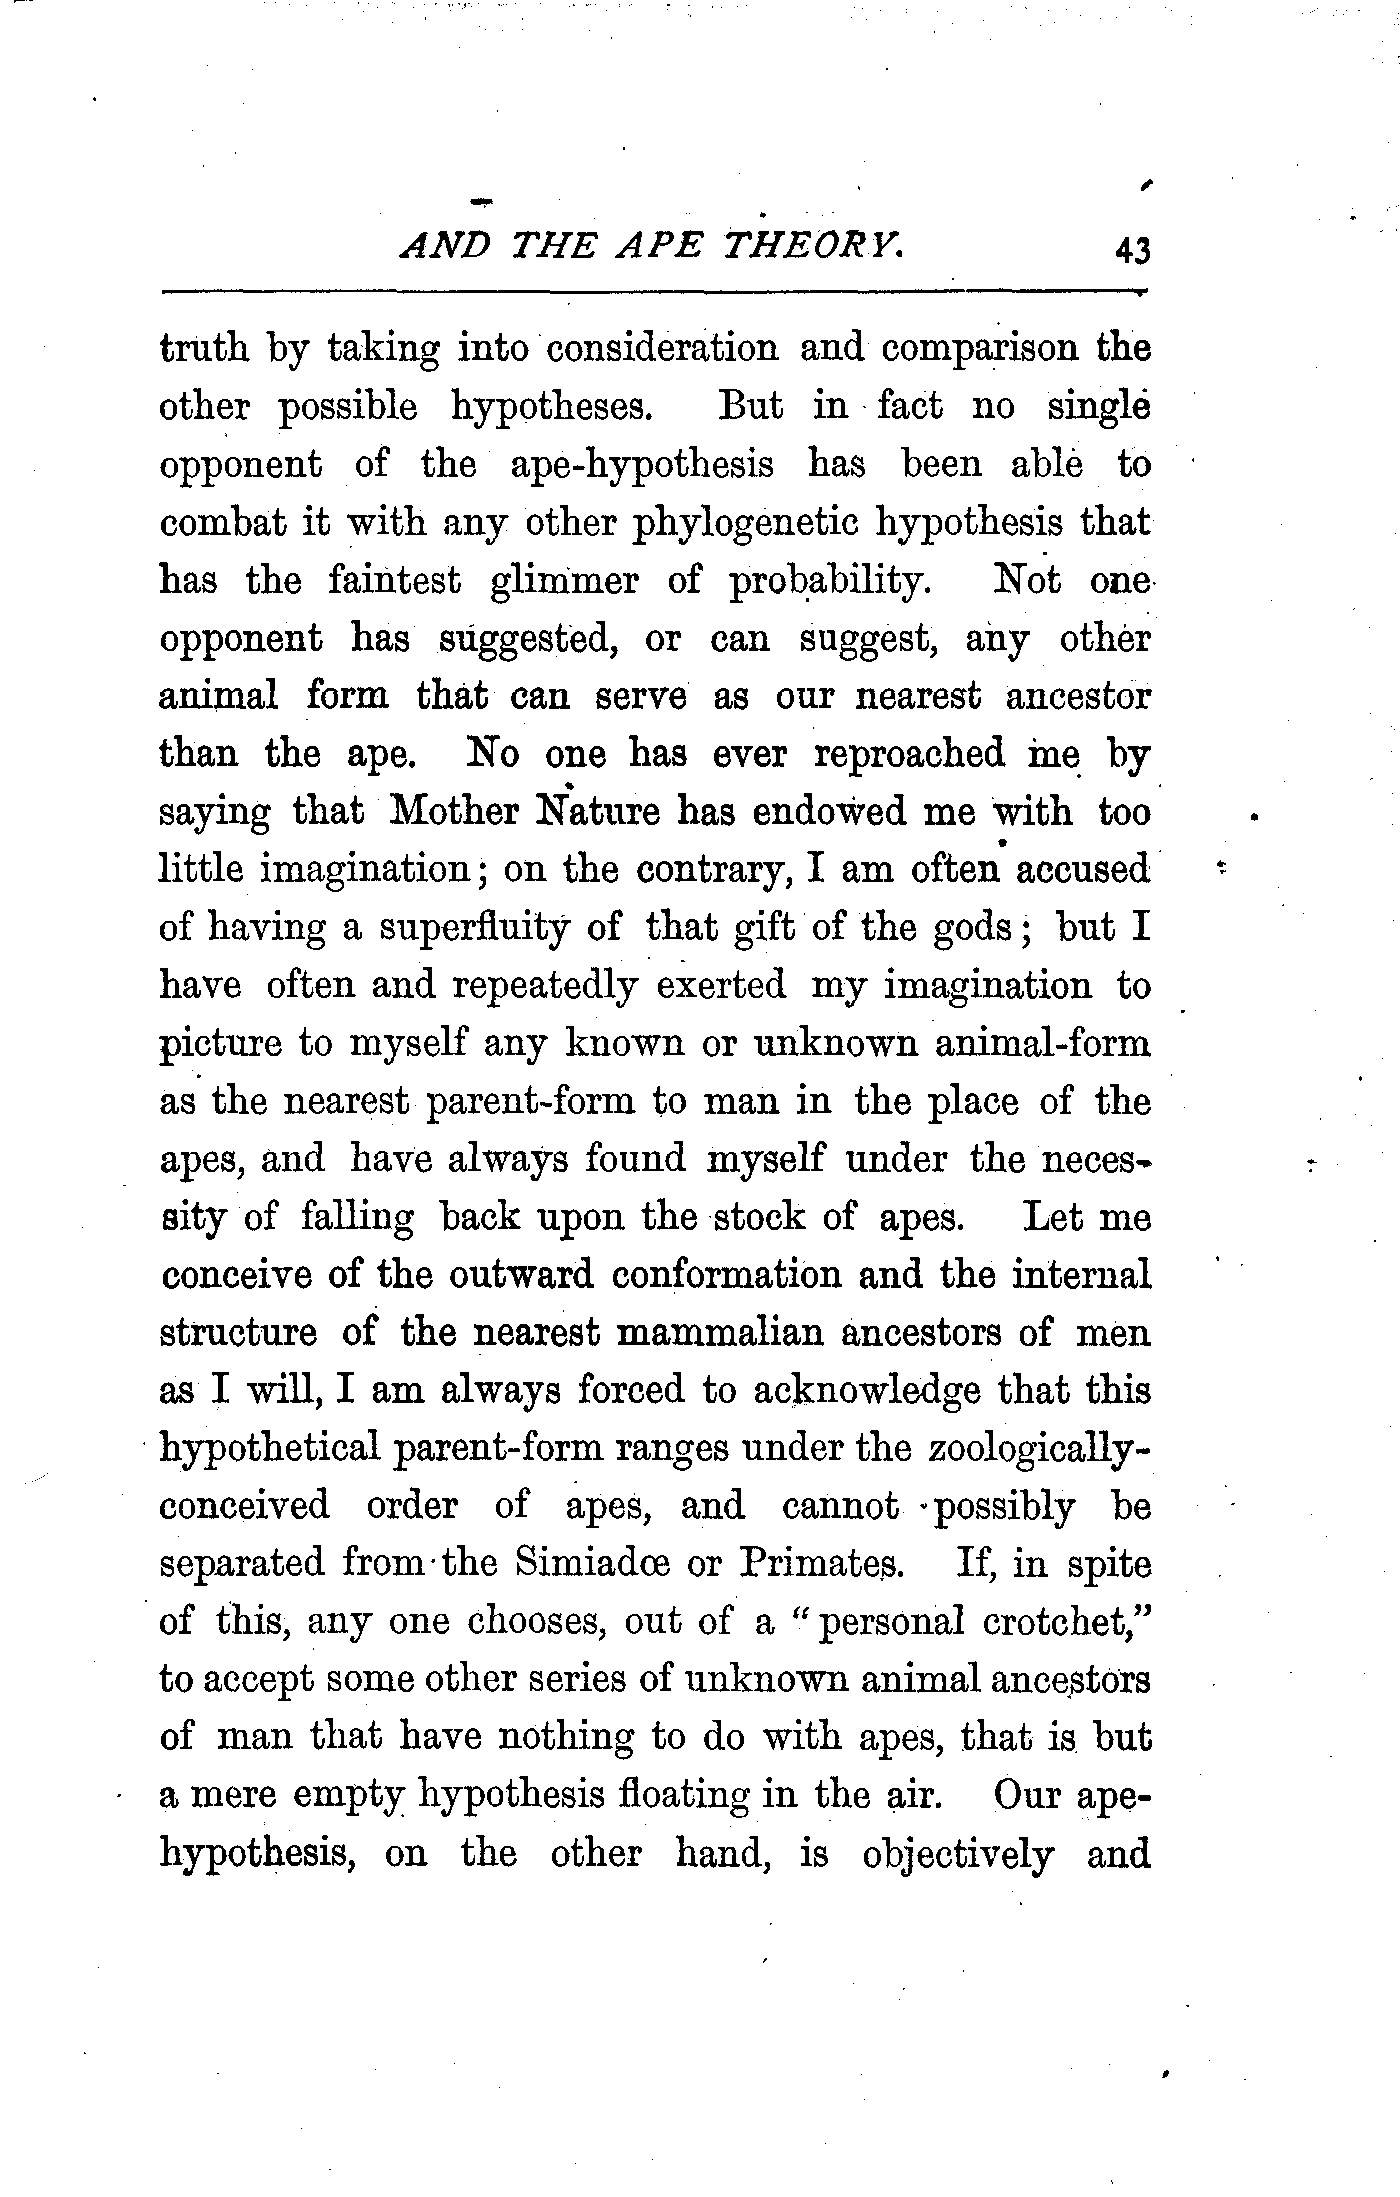 AND THE APE THEORY. 43
truth by taking into consideration and comparison the
other possible hypotheses. But in fact no single
opponent of the ape-hypothesis has been able to
combat it with any other phylogenetic hypothesis that
has the faintest glimmer of probability. Not one
opponent has suggested, or can suggest, any other
animal form that can serve as our nearest ancestor
than the ape. No one has ever reproached me by
saying that Mother Nature has endowed me with too
little imagination; on the contrary, I am often accused
of having a superfluity of that gift of the gods; but I
have often and repeatedly exerted my imagination to
picture to myself any known or unknown animal-form
as the nearest parent-form to man in the place of the
apes, and have always found myself under the neces-
sity of falling back upon the stock of apes. Let me
conceive of the outward conformation and the internal
structure of the nearest mammalian ancestors of men
as I will, I am always forced to acknowledge that this
hypothetical parent-form ranges under the zoologically-
conceived order of apes, and cannot possibly be
separated from the Simiadœ or Primates. If, in spite
of this, any one chooses, out of a "personal crotchet,"
to accept some other series of unknown animal ancestors
of man that have nothing to do with apes, that is but
a mere empty hypothesis floating in the air. Our ape-
hypothesis, on the other hand, is objectively and